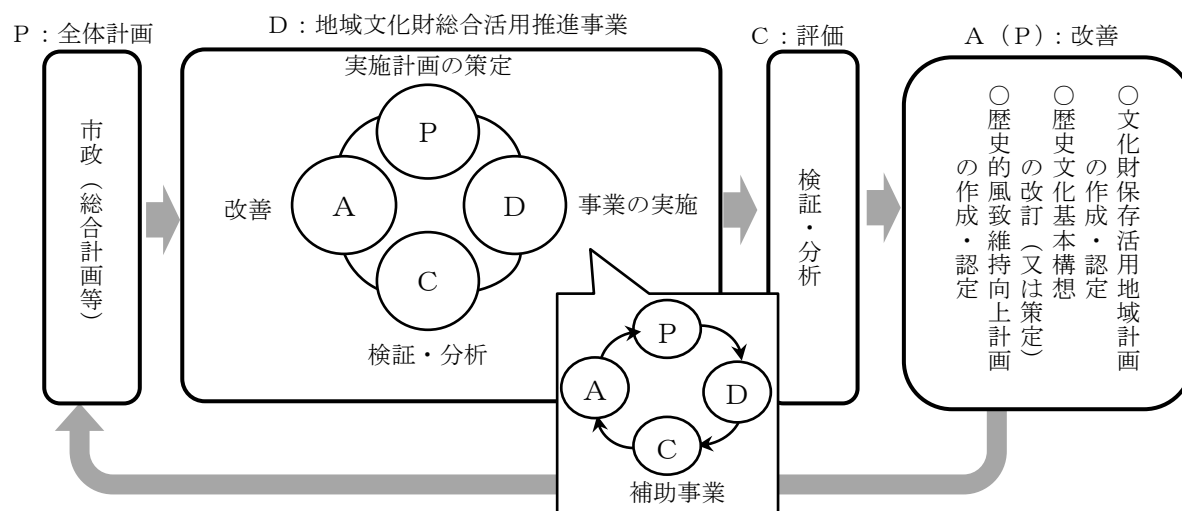 P:全体計画
市政(総合計画等)
D:地域文化財総合活用推進事業
実施計画の策定
P
D
C
A
事業の実施
検証・分析
改善
P
D
C
A
補助事業
C:評価
検証・分析
A(P):改善
○文化財保存活用地域計画
の作成・認定
○歴史文化基本構想
の改訂(又は策定)
○歴史的風致維持向上計画
の作成・認定